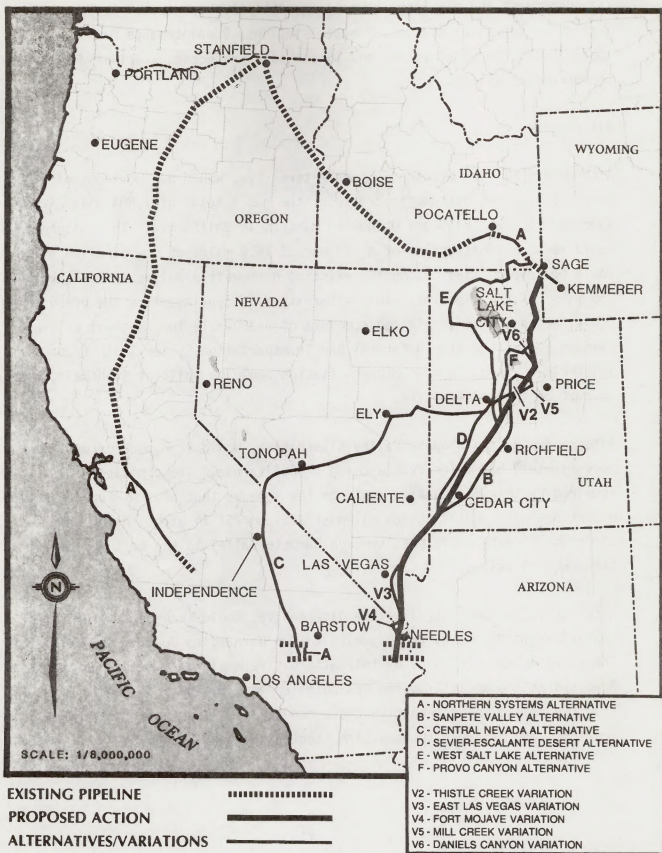 STANFIELD
PORTLAND
EUGENE
WYOMING
BOISE
IDAHO
POCATELLO
OREGON
A
CALIFORNIA
SAGE
NEVADA
E
SALT
LAKE
CITY
KEMMERER
V6
ELKO
F
RENO
PRICE
DELTA
V5
ELY
V2
D
TONOPAH
RICHFIELD
B
UTAH
A
CALIENTE
CEDAR CITY
C
LAS VEGAS
ARIZONA
INDEPENDENCE
V3
N
V4
BARSTOW
NEEDLES
A
PACIFIC
OCEAN
LOS ANGELES
SCALE: 1/8,000,000
A - NORTHERN SYSTEMS ALTERNATIVE
B - SANPETE VALLEY ALTERNATIVE
C - CENTRAL NEVADA ALTERNATIVE
D - SEVIER-ESCALANTE DESERT ALTERNATIVE
E - WEST SALT LAKE ALTERNATIVE
F - PROVO CANYON ALTERNATIVE
V2 - THISTLE CREEK VARIATION
V3 - EAST LAS VEGAS VARIATION
V4 - FORT MOJAVE VARIATION
V5 - MILL CREEK VARIATION
V6 - DANIELS CANYON VARIATION
EXISTING PIPELINE
PROPOSED ACTION
ALTERNATIVES/VARIATIONS